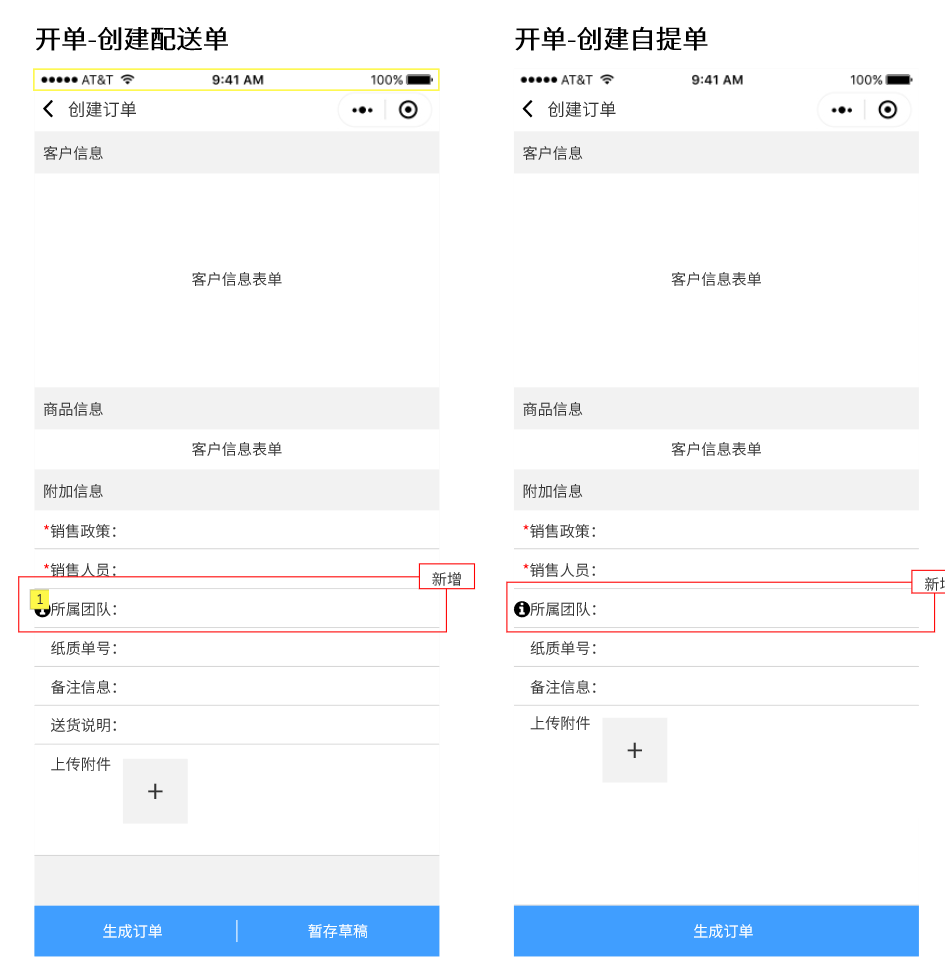 开单-创建配送单
AT&T 9:41 AM 100%
创建订单
客户信息
客户信息表单
商品信息
客户信息表单
附加信息
*销售政策：
*销售人员：
新增
1
所属团队：
纸质单号：
备注信息：
送货说明：
上传附件
+
生成订单
暂存草稿
开单-创建自提单
AT&T 9:41 AM 100%
创建订单
客户信息
客户信息表单
商品信息
客户信息表单
附加信息
*销售政策：
*销售人员：
新增
所属团队：
纸质单号：
备注信息：
上传附件
+
生成订单